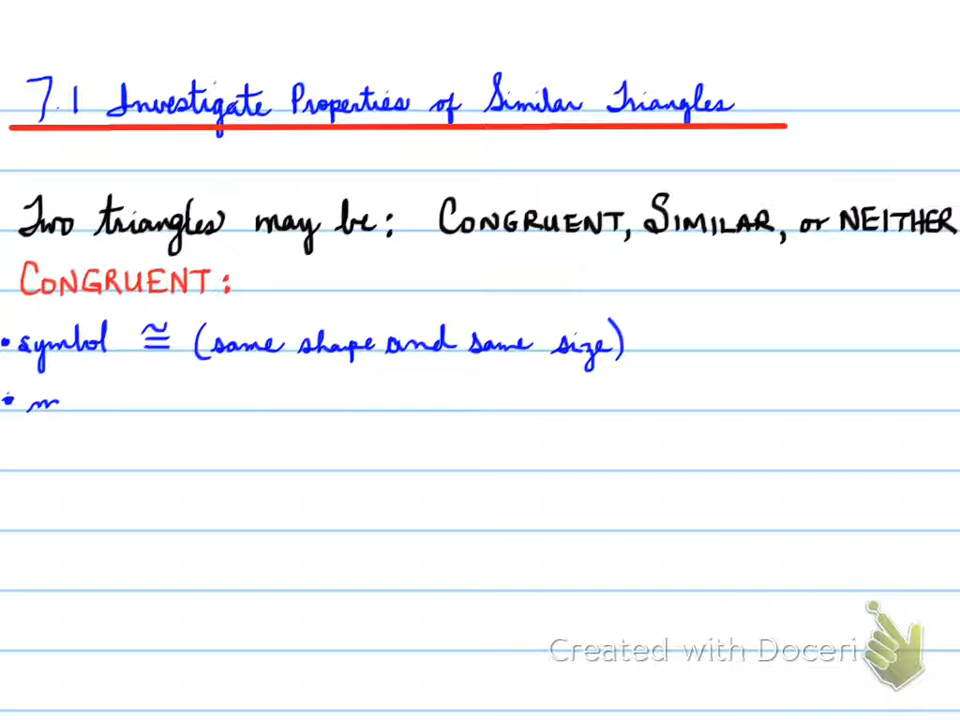 7.1 Investigate Properties of Similar Triangles
Two triangles may be: CONGRUENT, SIMILAR, or NEITHER
CONGRUENT:
• symbol ≅ (same shape and same size)
•
Created with Doceri